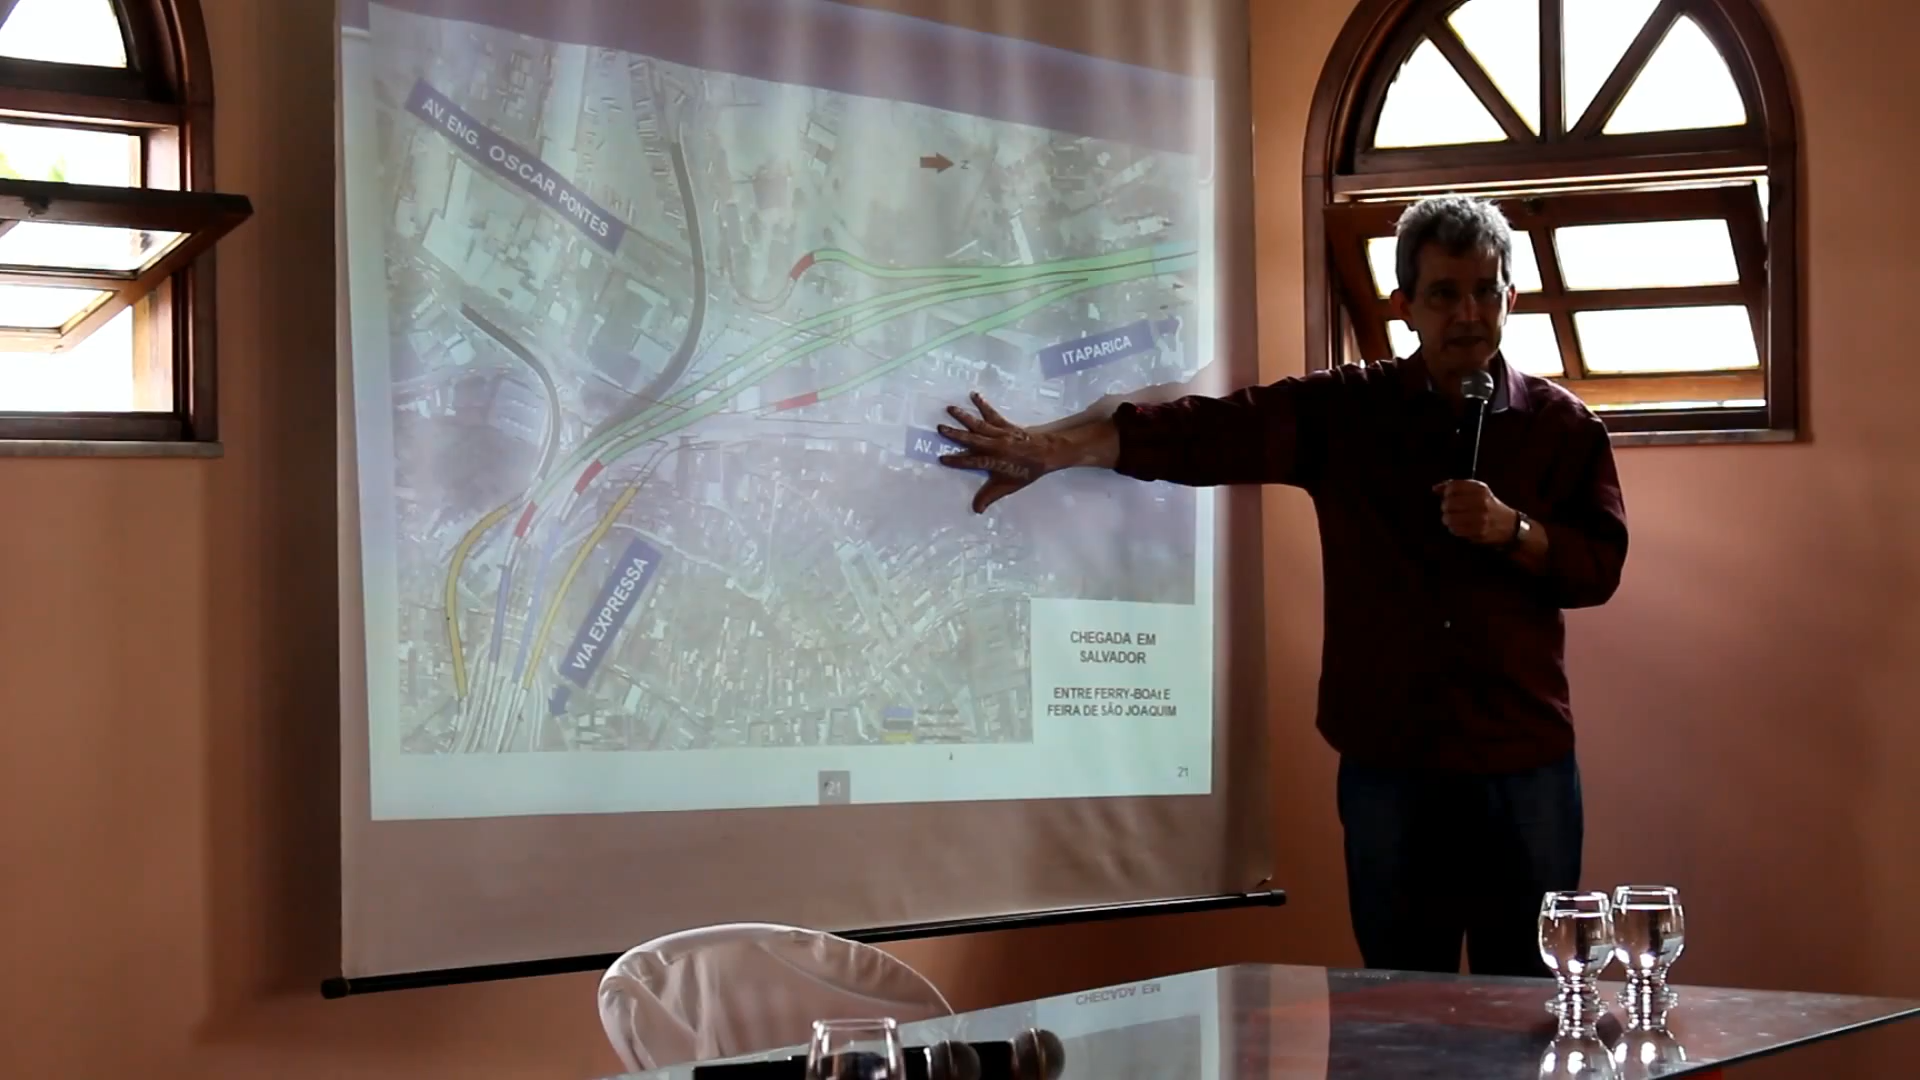 AV. ENG. OSCAR PONTES
N
ITAPARICA
AV.
VIA EXPRESSA
CHEGADA EM
SALVADOR
ENTRE FERRY-BOAt E
FEIRA DE SÃO JOAQUIM
21
21